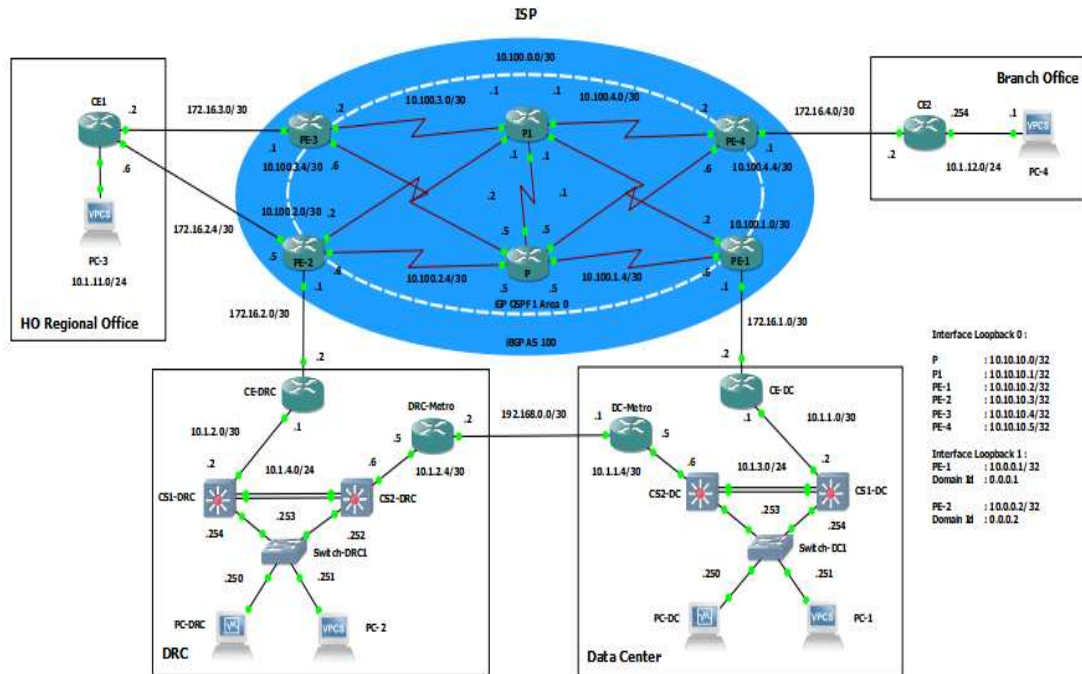 ISP
10.100.0.0/30
HO Regional Office
CE1
.2
.6
172.16.3.0/30
172.16.2.4/30
VPCS
PC-3
10.1.11.0/24
Branch Office
172.16.4.0/30
CE2
.254
.1
.2
VPCS
10.1.12.0/24
PC-4
PE-3
.2
.1
.6
10.100.3.0/30
.1
.1
10.100.4.0/30
P1
.1
.1
.1
.2
PE-4
.1
.6
10.100.3.4/30
10.100.4.4/30
10.100.2.0/30
.2
.2
.2
10.100.1.0/30
PE-2
.5
.6
.1
10.100.2.4/30
.5
.5
P
.5
.5
10.100.1.4/30
PE-1
.6
.1
IGP OSPF 1 Area 0
iBGP AS 100
172.16.2.0/30
.2
172.16.1.0/30
.2
CE-DRC
.1
10.1.2.0/30
DRC-Metro
.2
.5
192.168.0.0/30
.1
DC-Metro
.5
CE-DC
.1
10.1.1.0/30
.2
10.1.4.0/24
.6
10.1.2.4/30
10.1.1.4/30
.6
10.1.3.0/24
.2
CS1-DRC
CS2-DRC
CS2-DC
CS1-DC
.253
.254
.252
Switch-DRC1
.253
.254
Switch-DC1
.250
.251
.250
.251
PC-DRC
VPCS
PC-2
PC-DC
VPCS
PC-1
DRC
Data Center
Interface Loopback 0 :
P : 10.10.10.0/32
P1 : 10.10.10.1/32
PE-1 : 10.10.10.2/32
PE-2 : 10.10.10.3/32
PE-3 : 10.10.10.4/32
PE-4 : 10.10.10.5/32
Interface Loopback 1 :
PE-1 : 10.0.0.1/ 32
Domain Id : 0.0.0.1
PE-2 : 10.0.0.2/ 32
Domain Id : 0.0.0.2